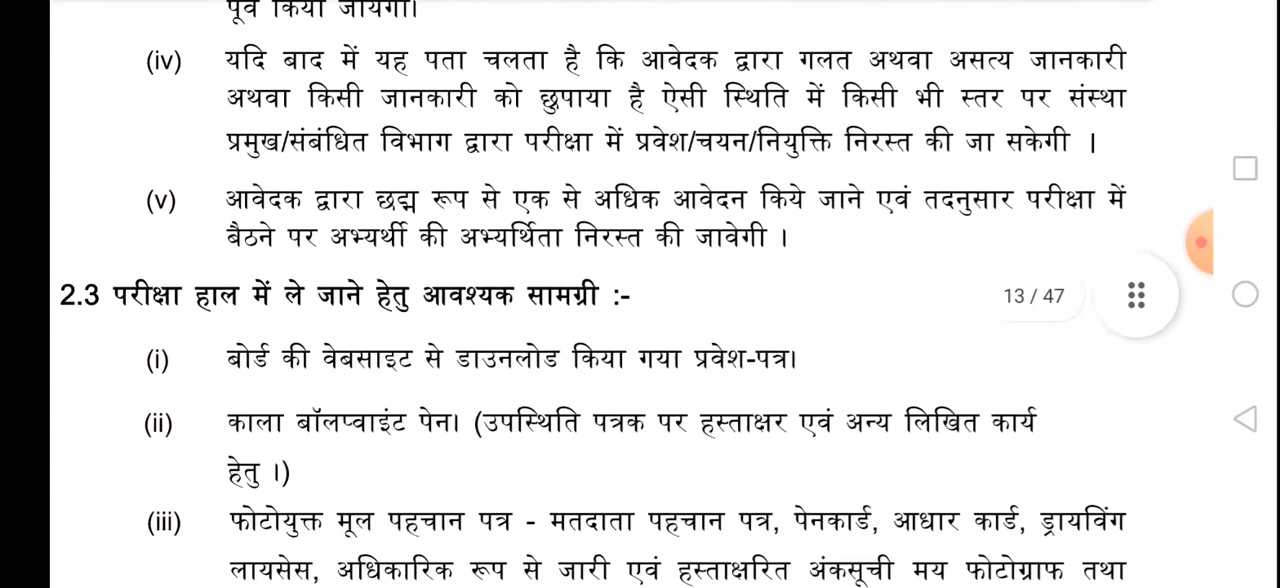 पूर्व किया जायेगा।
(iv) यदि बाद में यह पता चलता है कि आवेदक द्वारा गलत अथवा असत्य जानकारी
अथवा किसी जानकारी को छुपाया है ऐसी स्थिति में किसी भी स्तर पर संस्था
प्रमुख/संबंधित विभाग द्वारा परीक्षा में प्रवेश/चयन/नियुक्ति निरस्त की जा सकेगी ।
(v) आवेदक द्वारा छद्म रूप से एक से अधिक आवेदन किये जाने एवं तदनुसार परीक्षा में
बैठने पर अभ्यर्थी की अभ्यर्थिता निरस्त की जावेगी ।
2.3 परीक्षा हाल में ले जाने हेतु आवश्यक सामग्री :-
13 / 47
(i) बोर्ड की वेबसाइट से डाउनलोड किया गया प्रवेश-पत्र।
(ii) काला बॉलप्वाइंट पेन। (उपस्थिति पत्रक पर हस्ताक्षर एवं अन्य लिखित कार्य
हेतु ।)
(iii) फोटोयुक्त मूल पहचान पत्र - मतदाता पहचान पत्र, पेनकार्ड, आधार कार्ड, ड्रायविंग
लायसेस, अधिकारिक रूप से जारी एवं हस्ताक्षरित अंकसूची मय फोटोग्राफ तथा